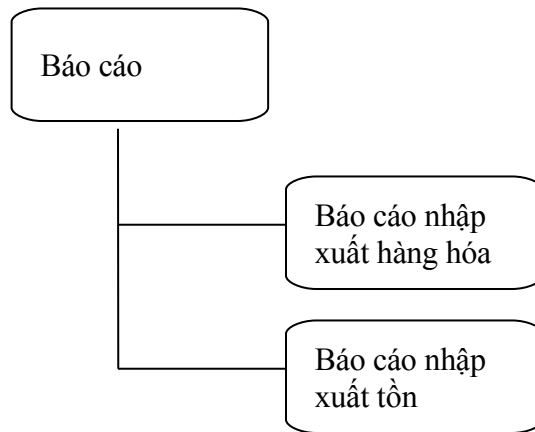 Báo cáo
Báo cáo nhập
xuất hàng hóa
Báo cáo nhập
xuất tồn